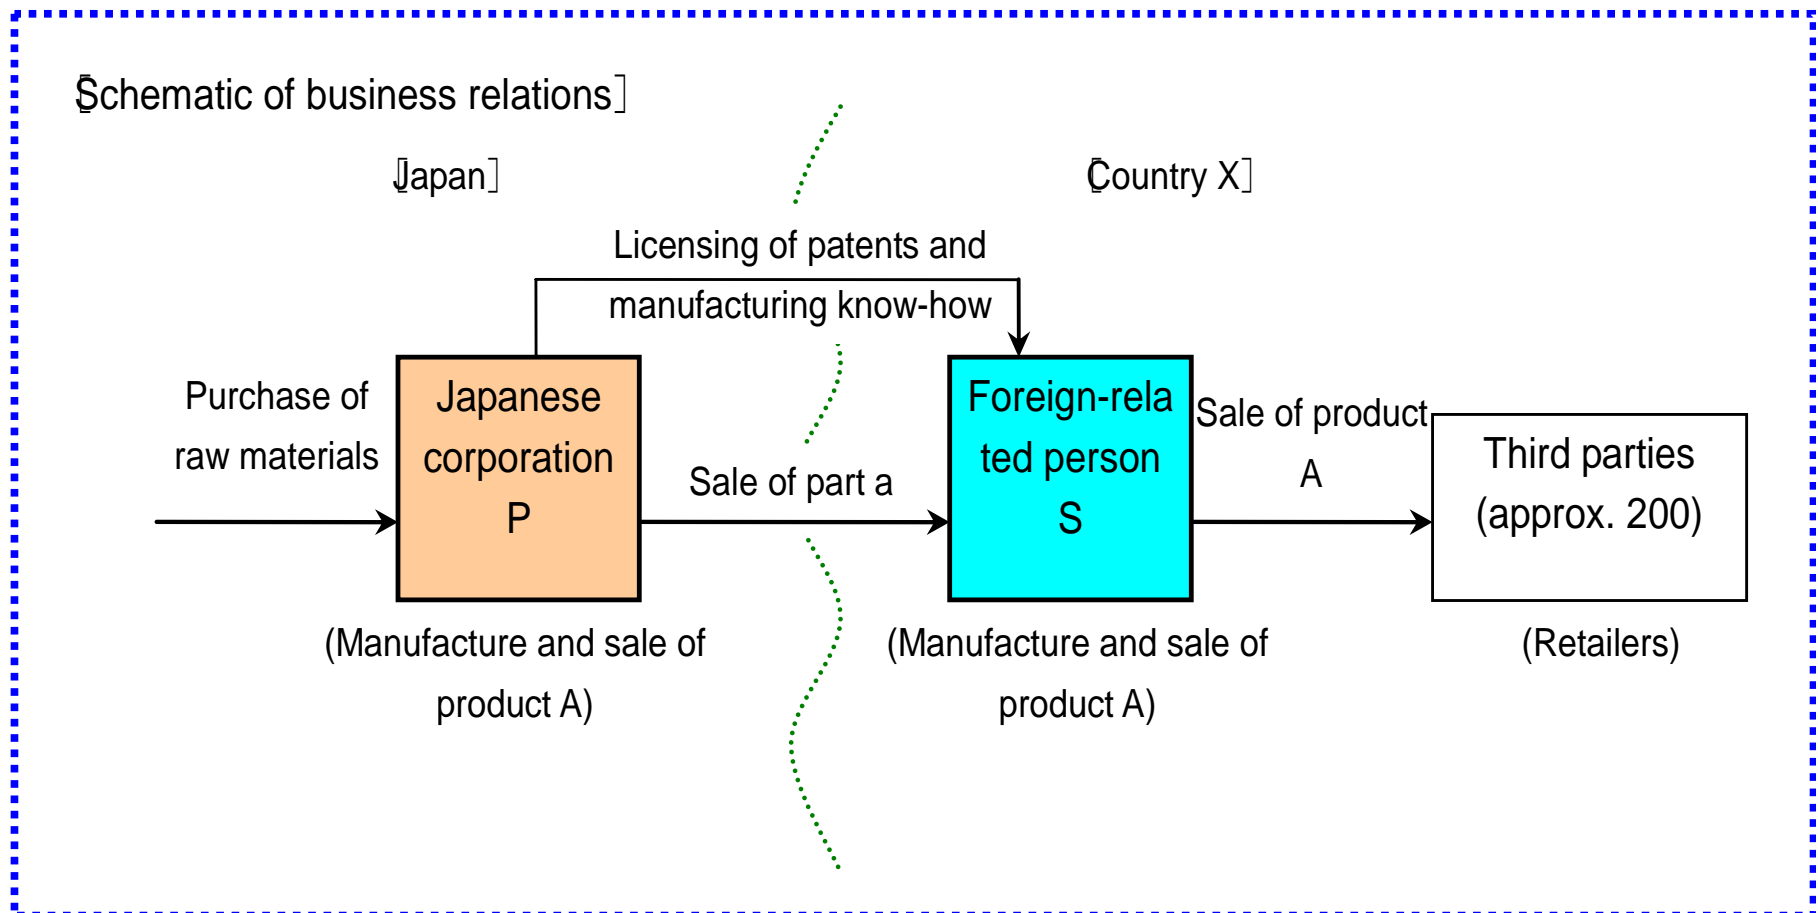 [Schematic of business relations]
[Japan]
[Country X]
Licensing of patents and
manufacturing know-how
Purchase of
raw materials
Japanese
corporation
P
Sale of part a
Foreign-rela
ted person
S
Sale of product
A
Third parties
(approx. 200)
(Manufacture and sale of
product A)
(Manufacture and sale of
product A)
(Retailers)